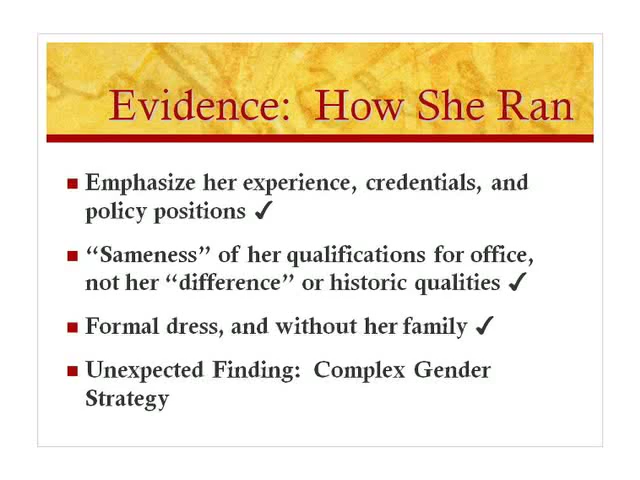 Evidence:  How She Ran
■ Emphasize her experience, credentials, and
policy positions ✓
■ “Sameness” of her qualifications for office,
not her “difference” or historic qualities ✓
■ Formal dress, and without her family ✓
■ Unexpected Finding:  Complex Gender
Strategy